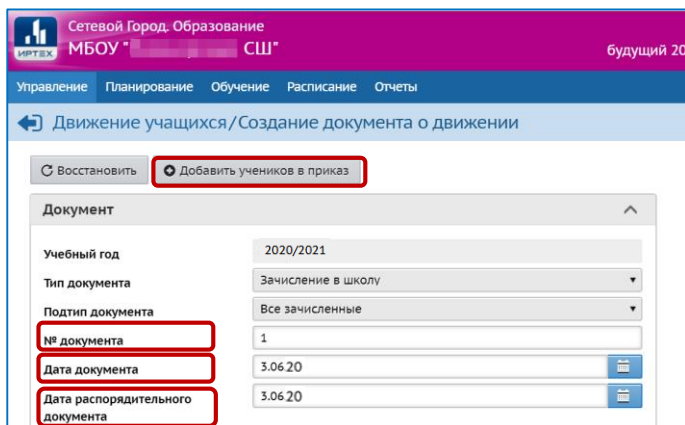 Сетевой Город. Образование
ИРТЕХ МБОУ " СШ"
будущий 20
Управление Планирование Обучение Расписание Отчеты
Движение учащихся/Создание документа о движении
Восстановить Добавить учеников в приказ
Документ
Учебный год 2020/2021
Тип документа Зачисление в школу
Подтип документа Все зачисленные
№ документа 1
Дата документа 3.06.20
Дата распорядительного 3.06.20
документа